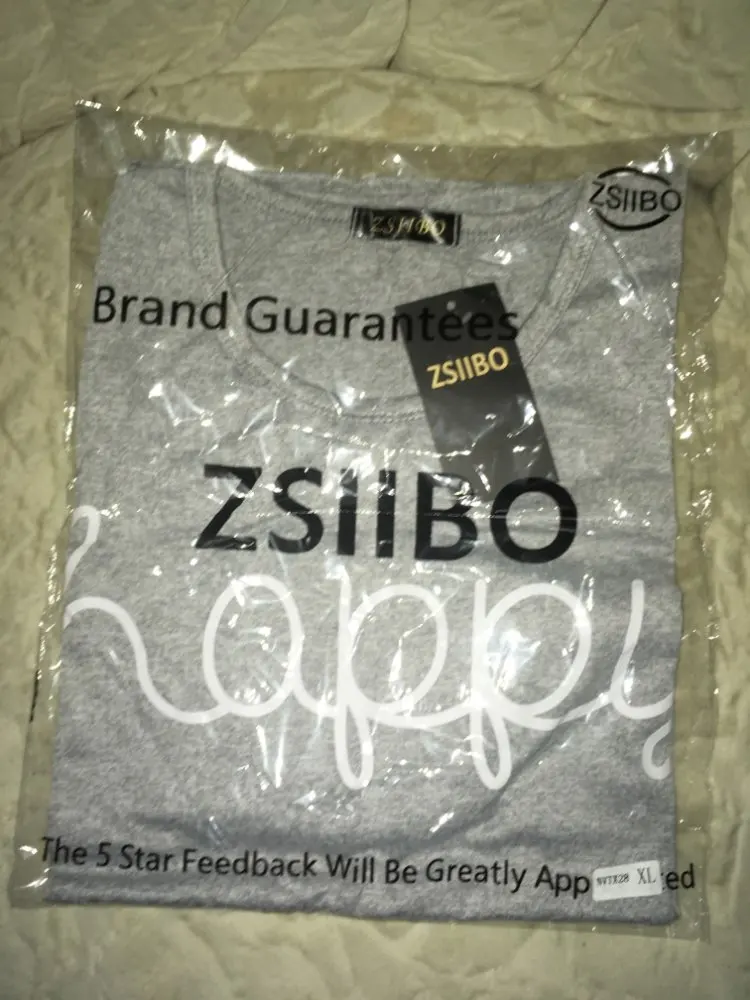 ZSIIBO
ZSIIBO
Brand Guarantees
ZSIIBO
ZSIIBO
happy
The 5 Star Feedback Will Be Greatly App ed
XL